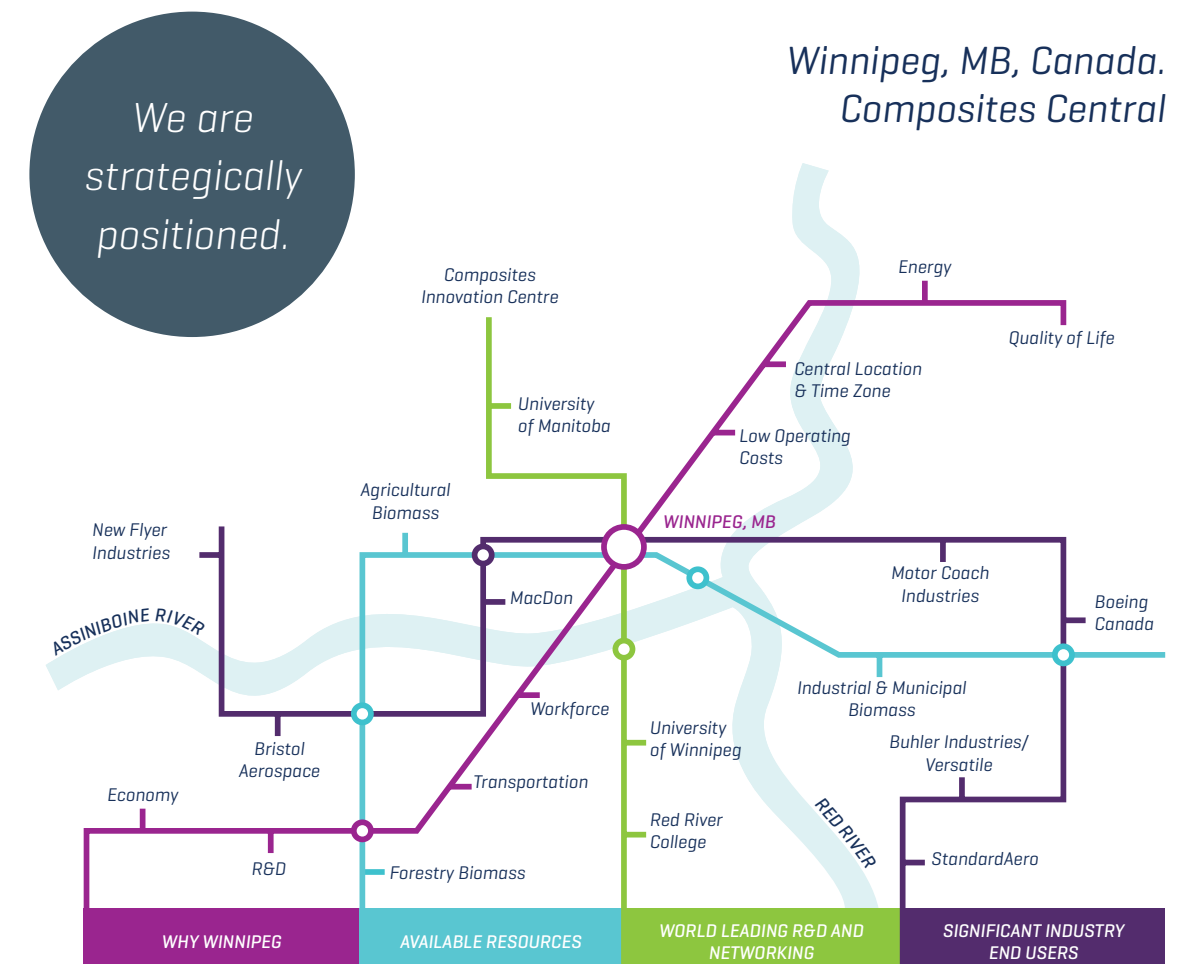 We are
strategically
positioned.
Winnipeg, MB, Canada.
Composites Central
Composites
Innovation Centre
Energy
Quality of Life
Central Location
& Time Zone
University
of Manitoba
Low Operating
Costs
Agricultural
Biomass
New Flyer
Industries
WINNIPEG, MB
Motor Coach
Industries
MacDon
Boeing
Canada
ASSINIBOINE RIVER
Industrial & Municipal
Biomass
Workforce
University
of Winnipeg
Bristol
Aerospace
Buhler Industries/
Versatile
Transportation
Economy
Red River
College
RED RIVER
R&D
Forestry Biomass
StandardAero
WHY WINNIPEG
AVAILABLE RESOURCES
WORLD LEADING R&D AND
NETWORKING
SIGNIFICANT INDUSTRY
END USERS